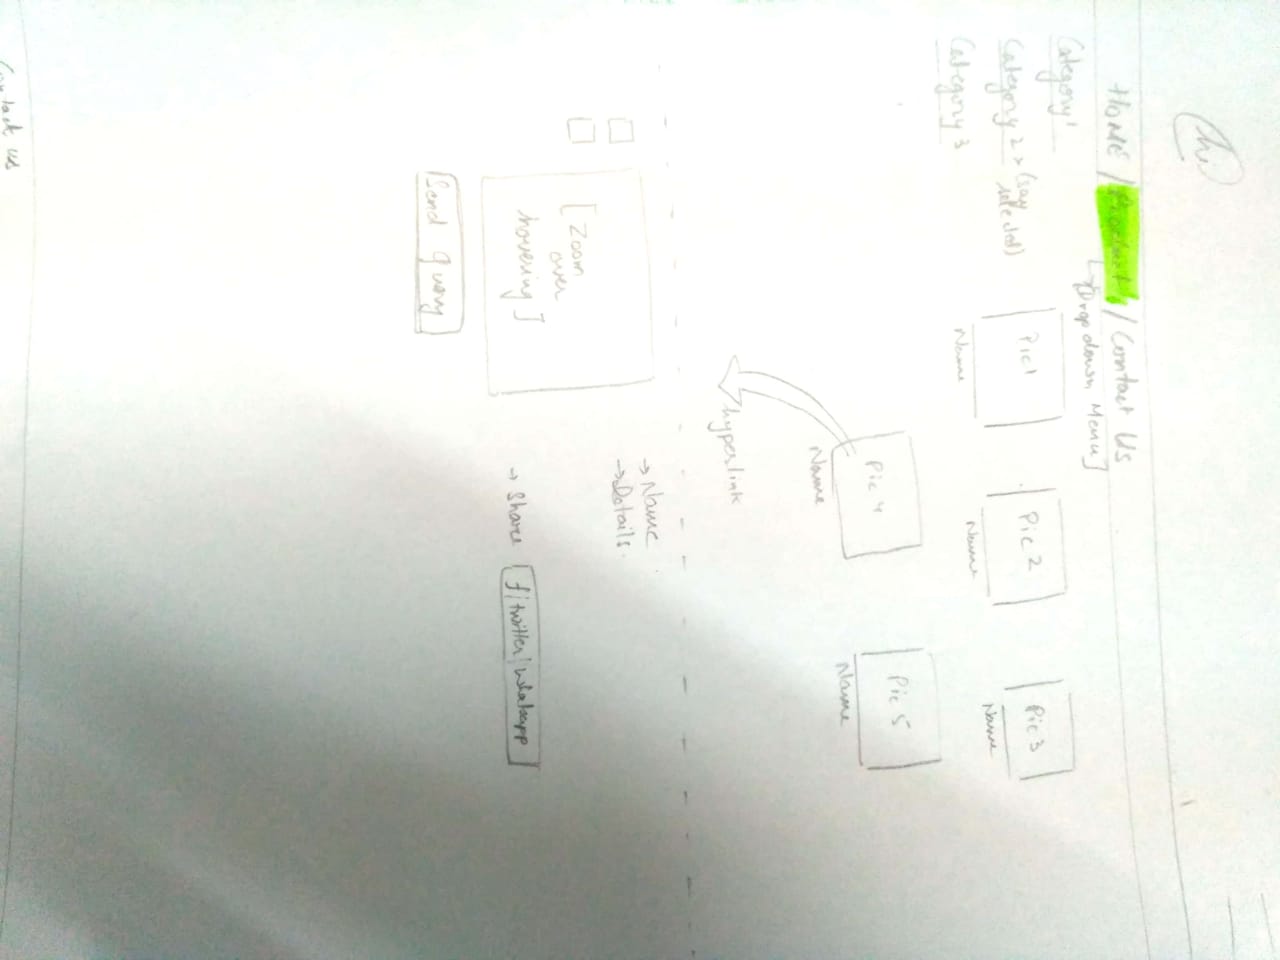 HOME / Products / Contact Us
[Drop down Menu]
Category 1
Category 2 > (say
selected)
Category 3
Pic 1
Name
Pic 2
Name
Pic 3
Name
Pic 4
Name
Pic 5
Name
hyperlink
[Zoom
over
hovering]
→ Name
→ Details.
→ Share f/twitter/whatsapp
Send query
Contact us